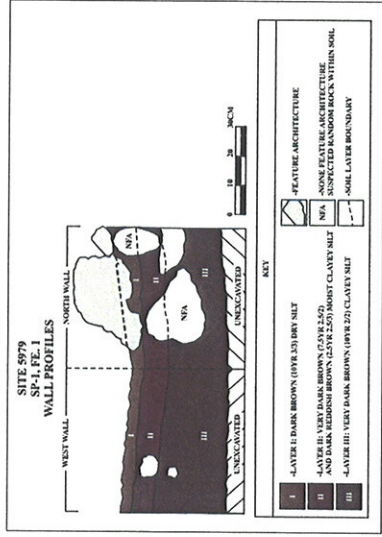 SITE 5979
SP-1, FE. 1
WALL PROFILES
WEST WALL
NORTH WALL
I
II
III
I
II
III
NFA
NFA
UNEXCAVATED
UNEXCAVATED
0 10 20 30CM
KEY
I
-LAYER I: DARK BROWN (10YR 3/3) DRY SILT
II
-LAYER II: VERY DARK BROWN (7.5YR 2.5/2)
AND DARK REDDISH BROWN (2.5YR 2.5/3) MOIST CLAYEY SILT
III
-LAYER III: VERY DARK BROWN (10YR 2/2) CLAYEY SILT
-FEATURE ARCHITECTURE
NFA
-NONE FEATURE ARCHITECTURE
SUSPECTED RANDOM ROCK WITHIN SOIL
-SOIL LAYER BOUNDARY